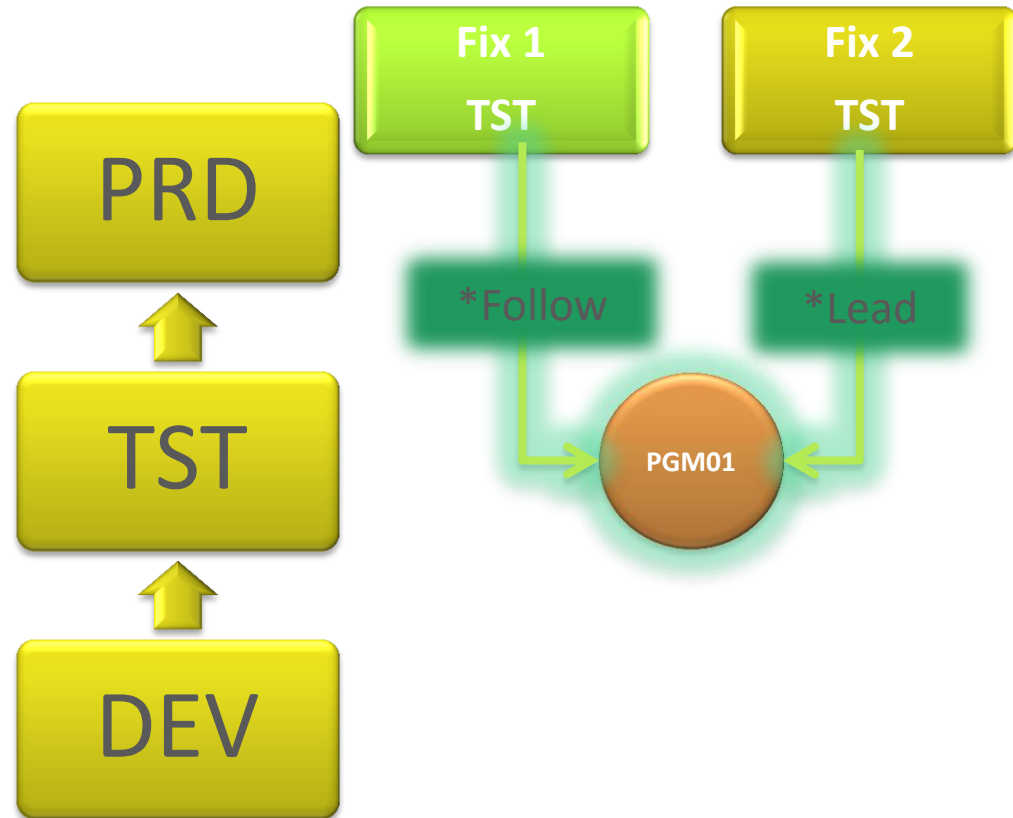 PRD
TST
DEV
Fix 1
TST
Fix 2
TST
*Follow
*Lead
PGM01